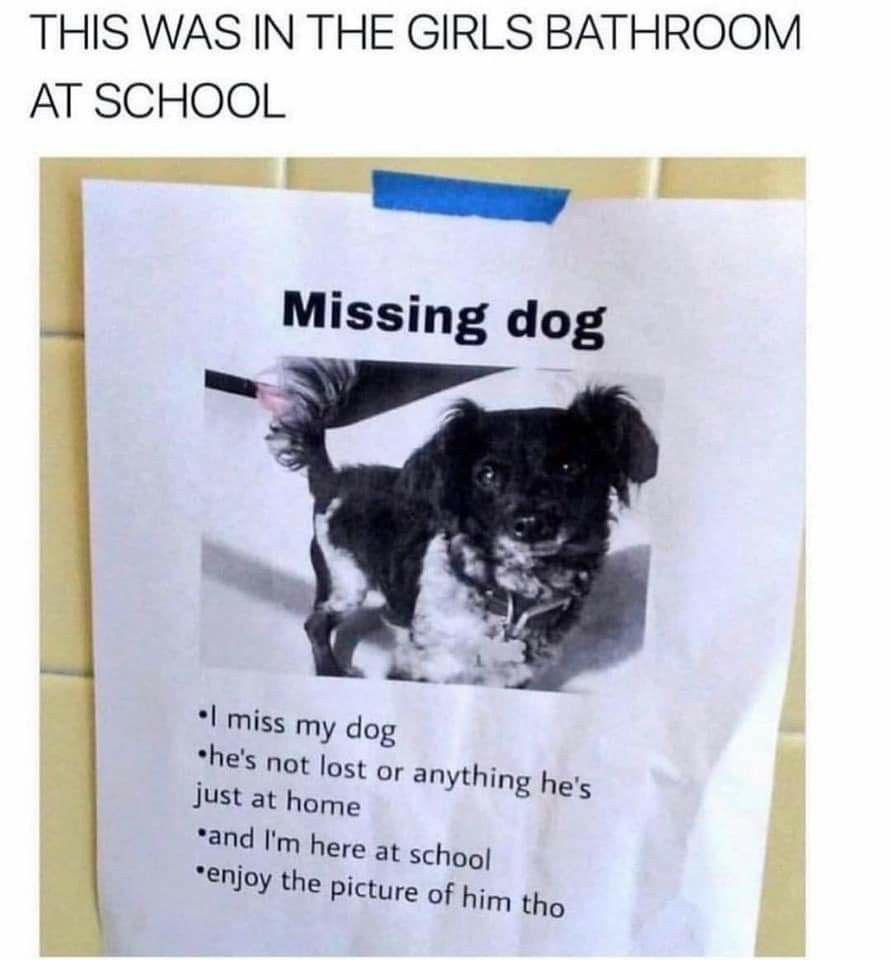 THIS WAS IN THE GIRLS BATHROOM
AT SCHOOL
Missing dog
•I miss my dog
•he's not lost or anything he's
just at home
•and I'm here at school
•enjoy the picture of him tho